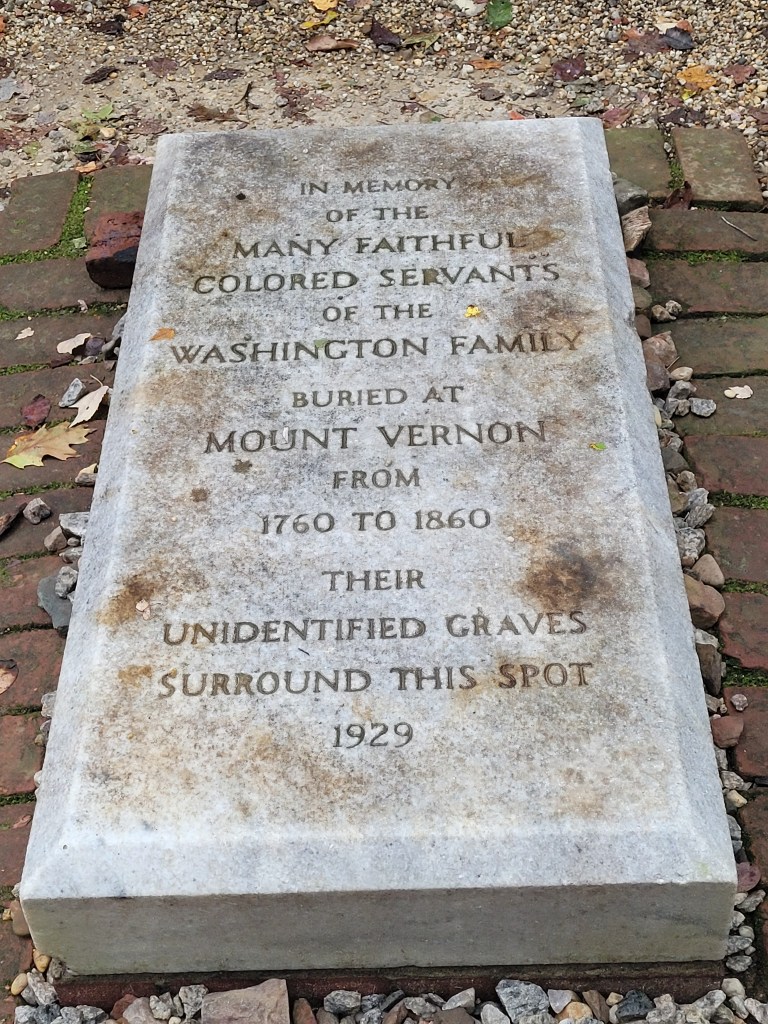 IN MEMORY
OF THE
MANY FAITHFUL
COLORED SERVANTS
OF THE
WASHINGTON FAMILY
BURIED AT
MOUNT VERNON
FROM
1760 TO 1860
THEIR
UNIDENTIFIED GRAVES
SURROUND THIS SPOT
1929